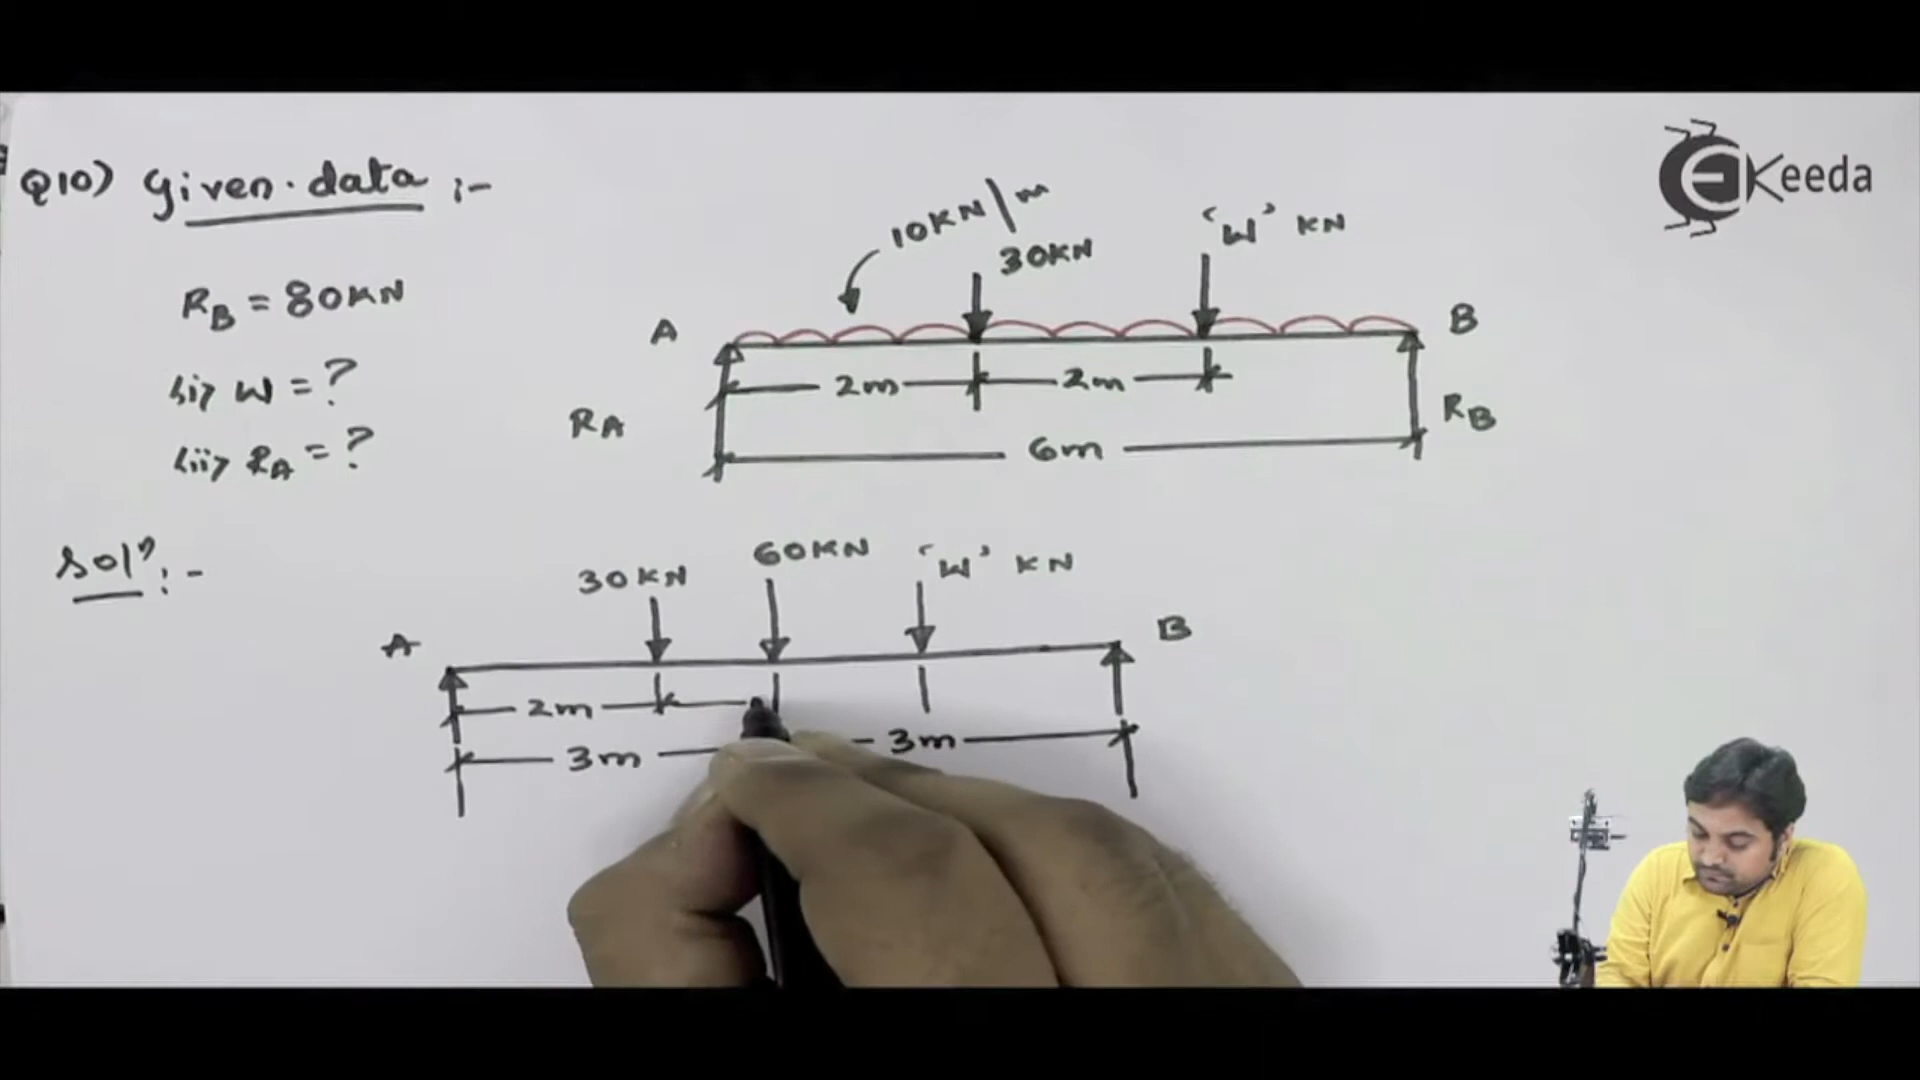 Q10) Given data :-
EKeeda
10KN/m
'W' KN
30KN
RB = 80KN
A
B
(i) W = ?
2m
2m
RA
RB
(ii) RA = ?
6m
Solⁿ :-
30KN
60KN
'W' KN
A
B
2m
3m
3m